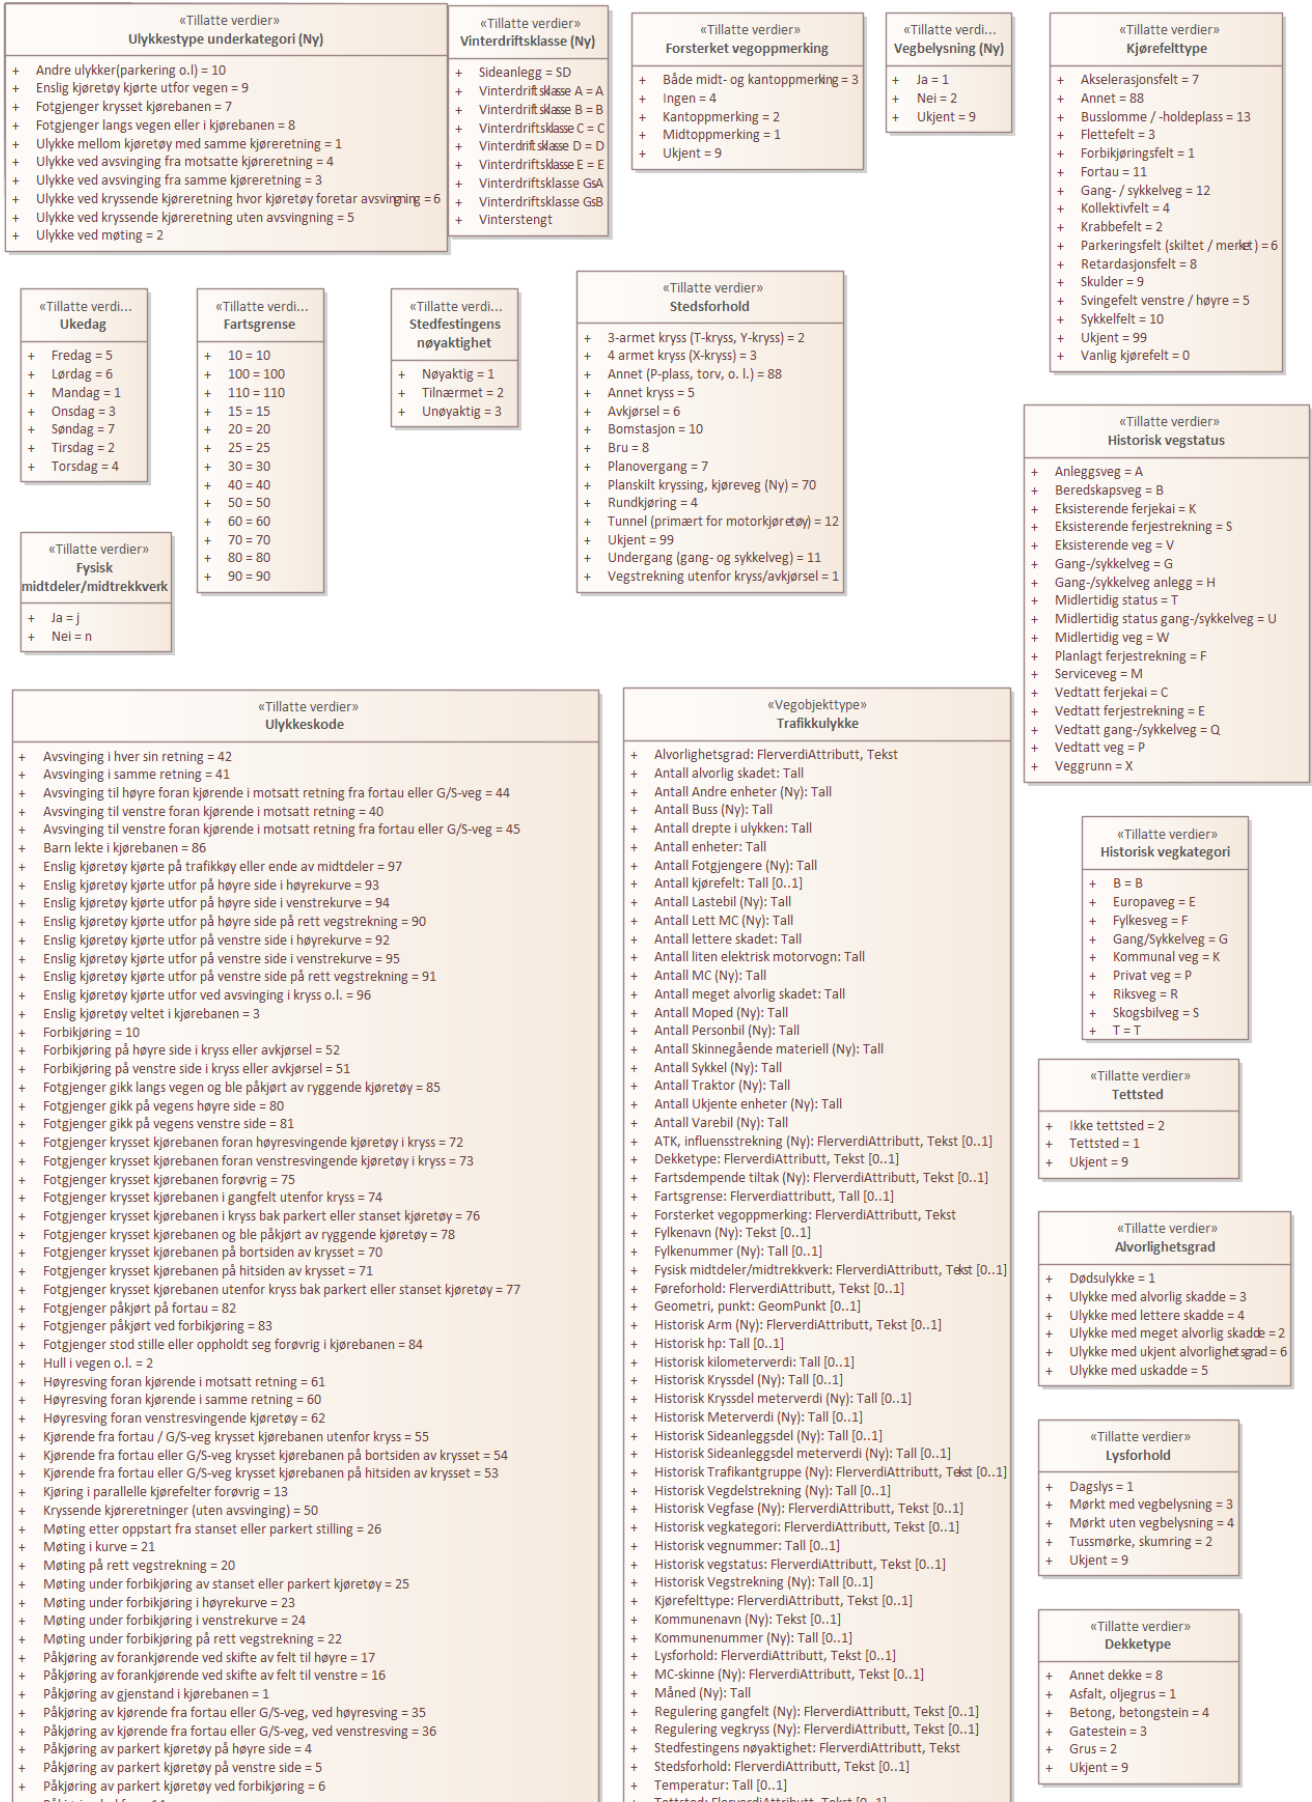 «Tillatte verdier»
Ulykkestype underkategori (Ny)
+ Andre ulykker(parkering o.l) = 10
+ Enslig kjøretøy kjørte utfor vegen = 9
+ Fotgjenger krysset kjørebanen = 7
+ Fotgjenger langs vegen eller i kjørebanen = 8
+ Ulykke mellom kjøretøy med samme kjøreretning = 1
+ Ulykke ved avsvinging fra motsatte kjøreretning = 4
+ Ulykke ved avsvinging fra samme kjøreretning = 3
+ Ulykke ved kryssende kjøreretning hvor kjøretøy foretar avsvingning = 6
+ Ulykke ved kryssende kjøreretning uten avsvingning = 5
+ Ulykke ved møting = 2
«Tillatte verdier»
Vinterdriftsklasse (Ny)
+ Sideanlegg = SD
+ Vinterdriftsklasse A = A
+ Vinterdriftsklasse B = B
+ Vinterdriftsklasse C = C
+ Vinterdriftsklasse D = D
+ Vinterdriftsklasse E = E
+ Vinterdriftsklasse GsA
+ Vinterdriftsklasse GsB
+ Vinterstengt
«Tillatte verdier»
Forsterket vegoppmerking
+ Både midt- og kantoppmerking = 3
+ Ingen = 4
+ Kantoppmerking = 2
+ Midtoppmerking = 1
+ Ukjent = 9
«Tillatte verdi...
Vegbelysning (Ny)
+ Ja = 1
+ Nei = 2
+ Ukjent = 9
«Tillatte verdier»
Kjørefelttype
+ Akselerasjonsfelt = 7
+ Annet = 88
+ Busslomme / -holdeplass = 13
+ Flettefelt = 3
+ Forbikjøringsfelt = 1
+ Fortau = 11
+ Gang- / sykkelveg = 12
+ Kollektivfelt = 4
+ Krabbefelt = 2
+ Parkeringsfelt (skiltet / merket) = 6
+ Retardasjonsfelt = 8
+ Skulder = 9
+ Svingefelt venstre / høyre = 5
+ Sykkelfelt = 10
+ Ukjent = 99
+ Vanlig kjørefelt = 0
«Tillatte verdi...
Ukedag
+ Fredag = 5
+ Lørdag = 6
+ Mandag = 1
+ Onsdag = 3
+ Søndag = 7
+ Tirsdag = 2
+ Torsdag = 4
«Tillatte verdi...
Fartsgrense
+ 10 = 10
+ 100 = 100
+ 110 = 110
+ 15 = 15
+ 20 = 20
+ 25 = 25
+ 30 = 30
+ 40 = 40
+ 50 = 50
+ 60 = 60
+ 70 = 70
+ 80 = 80
+ 90 = 90
«Tillatte verdi...
Stedfestingens
nøyaktighet
+ Nøyaktig = 1
+ Tilnærmet = 2
+ Unøyaktig = 3
«Tillatte verdier»
Stedsforhold
+ 3-armet kryss (T-kryss, Y-kryss) = 2
+ 4 armet kryss (X-kryss) = 3
+ Annet (P-plass, torv, o. l.) = 88
+ Annet kryss = 5
+ Avkjørsel = 6
+ Bomstasjon = 10
+ Bru = 8
+ Planovergang = 7
+ Planskilt kryssing, kjøreveg (Ny) = 70
+ Rundkjøring = 4
+ Tunnel (primært for motorkjøretøy) = 12
+ Ukjent = 99
+ Undergang (gang- og sykkelveg) = 11
+ Vegstrekning utenfor kryss/avkjørsel = 1
«Tillatte verdier»
Historisk vegstatus
+ Anleggsveg = A
+ Beredskapsveg = B
+ Eksisterende ferjekai = K
+ Eksisterende ferjestrekning = S
+ Eksisterende veg = V
+ Gang-/sykkelveg = G
+ Gang-/sykkelveg anlegg = H
+ Midlertidig status = T
+ Midlertidig status gang-/sykkelveg = U
+ Midlertidig veg = W
+ Planlagt ferjestrekning = F
+ Serviceveg = M
+ Vedtatt ferjekai = C
+ Vedtatt ferjestrekning = E
+ Vedtatt gang-/sykkelveg = Q
+ Vedtatt veg = P
+ Veggrunn = X
«Tillatte verdier»
Fysisk
midtdeler/midtrekkverk
+ Ja = j
+ Nei = n
«Tillatte verdier»
Ulykkeskode
+ Avsvinging i hver sin retning = 42
+ Avsvinging i samme retning = 41
+ Avsvinging til høyre foran kjørende i motsatt retning fra fortau eller G/S-veg = 44
+ Avsvinging til venstre foran kjørende i motsatt retning = 40
+ Avsvinging til venstre foran kjørende i motsatt retning fra fortau eller G/S-veg = 45
+ Barn lekte i kjørebanen = 86
+ Enslig kjøretøy kjørte på trafikkøy eller ende av midtdeler = 97
+ Enslig kjøretøy kjørte utfor på høyre side i høyrekurve = 93
+ Enslig kjøretøy kjørte utfor på høyre side i venstrekurve = 94
+ Enslig kjøretøy kjørte utfor på høyre side på rett vegstrekning = 90
+ Enslig kjøretøy kjørte utfor på venstre side i høyrekurve = 92
+ Enslig kjøretøy kjørte utfor på venstre side i venstrekurve = 95
+ Enslig kjøretøy kjørte utfor på venstre side på rett vegstrekning = 91
+ Enslig kjøretøy kjørte utfor ved avsvinging i kryss o.l. = 96
+ Enslig kjøretøy veltet i kjørebanen = 3
+ Forbikjøring = 10
+ Forbikjøring på høyre side i kryss eller avkjørsel = 52
+ Forbikjøring på venstre side i kryss eller avkjørsel = 51
+ Fotgjenger gikk langs vegen og ble påkjørt av ryggende kjøretøy = 85
+ Fotgjenger gikk på vegens høyre side = 80
+ Fotgjenger gikk på vegens venstre side = 81
+ Fotgjenger krysset kjørebanen foran høyresvingende kjøretøy i kryss = 72
+ Fotgjenger krysset kjørebanen foran venstresvingende kjøretøy i kryss = 73
+ Fotgjenger krysset kjørebanen forøvrig = 75
+ Fotgjenger krysset kjørebanen i gangfelt utenfor kryss = 74
+ Fotgjenger krysset kjørebanen i kryss bak parkert eller stanset kjøretøy = 76
+ Fotgjenger krysset kjørebanen og ble påkjørt av ryggende kjøretøy = 78
+ Fotgjenger krysset kjørebanen på bortsiden av krysset = 70
+ Fotgjenger krysset kjørebanen på hitsiden av krysset = 71
+ Fotgjenger krysset kjørebanen utenfor kryss bak parkert eller stanset kjøretøy = 77
+ Fotgjenger påkjørt på fortau = 82
+ Fotgjenger påkjørt ved forbikjøring = 83
+ Fotgjenger stod stille eller oppholdt seg forøvrig i kjørebanen = 84
+ Hull i vegen o.l. = 2
+ Høyresving foran kjørende i motsatt retning = 61
+ Høyresving foran kjørende i samme retning = 60
+ Høyresving foran venstresvingende kjøretøy = 62
+ Kjørende fra fortau / G/S-veg krysset kjørebanen utenfor kryss = 55
+ Kjørende fra fortau eller G/S-veg krysset kjørebanen på bortsiden av krysset = 54
+ Kjørende fra fortau eller G/S-veg krysset kjørebanen på hitsiden av krysset = 53
+ Kjøring i parallelle kjørefelter forøvrig = 13
+ Kryssende kjøreretninger (uten avsvinging) = 50
+ Møting etter oppstart fra stanset eller parkert stilling = 26
+ Møting i kurve = 21
+ Møting på rett vegstrekning = 20
+ Møting under forbikjøring av stanset eller parkert kjøretøy = 25
+ Møting under forbikjøring i høyrekurve = 23
+ Møting under forbikjøring i venstrekurve = 24
+ Møting under forbikjøring på rett vegstrekning = 22
+ Påkjøring av forankjørende ved skifte av felt til høyre = 17
+ Påkjøring av forankjørende ved skifte av felt til venstre = 16
+ Påkjøring av gjenstand i kjørebanen = 1
+ Påkjøring av kjørende fra fortau eller G/S-veg, ved høyresving = 35
+ Påkjøring av kjørende fra fortau eller G/S-veg, ved venstresving = 36
+ Påkjøring av parkert kjøretøy på høyre side = 4
+ Påkjøring av parkert kjøretøy på venstre side = 5
+ Påkjøring av parkert kjøretøy ved forbikjøring = 6
«Vegobjekttype»
Trafikkulykke
+ Alvorlighetsgrad: FlerverdiAttributt, Tekst
+ Antall alvorlig skadet: Tall
+ Antall Andre enheter (Ny): Tall
+ Antall Buss (Ny): Tall
+ Antall drepte i ulykken: Tall
+ Antall enheter: Tall
+ Antall Fotgjengere (Ny): Tall
+ Antall kjørefelt: Tall [0..1]
+ Antall Lastebil (Ny): Tall
+ Antall Lett MC (Ny): Tall
+ Antall lettere skadet: Tall
+ Antall liten elektrisk motorvogn: Tall
+ Antall MC (Ny): Tall
+ Antall meget alvorlig skadet: Tall
+ Antall Moped (Ny): Tall
+ Antall Personbil (Ny): Tall
+ Antall Skinnegående materiell (Ny): Tall
+ Antall Sykkel (Ny): Tall
+ Antall Traktor (Ny): Tall
+ Antall Ukjente enheter (Ny): Tall
+ Antall Varebil (Ny): Tall
+ ATK, influensstrekning (Ny): FlerverdiAttributt, Tekst [0..1]
+ Dekketype: FlerverdiAttributt, Tekst [0..1]
+ Fartsdempende tiltak (Ny): FlerverdiAttributt, Tekst [0..1]
+ Fartsgrense: Flerverdiattributt, Tall [0..1]
+ Forsterket vegoppmerking: FlerverdiAttributt, Tekst
+ Fylkenavn (Ny): Tekst [0..1]
+ Fylkenummer (Ny): Tall [0..1]
+ Fysisk midtdeler/midtrekkverk: FlerverdiAttributt, Tekst [0..1]
+ Føreforhold: FlerverdiAttributt, Tekst [0..1]
+ Geometri, punkt: GeomPunkt [0..1]
+ Historisk Arm (Ny): FlerverdiAttributt, Tekst [0..1]
+ Historisk hp: Tall [0..1]
+ Historisk kilometerverdi: Tall [0..1]
+ Historisk Kryssdel (Ny): Tall [0..1]
+ Historisk Kryssdel meterverdi (Ny): Tall [0..1]
+ Historisk Meterverdi (Ny): Tall [0..1]
+ Historisk Sideanleggsdel (Ny): Tall [0..1]
+ Historisk Sideanleggsdel meterverdi (Ny): Tall [0..1]
+ Historisk Trafikantgruppe (Ny): FlerverdiAttributt, Tekst [0..1]
+ Historisk Vegdelstrekning (Ny): Tall [0..1]
+ Historisk Vegfase (Ny): FlerverdiAttributt, Tekst [0..1]
+ Historisk vegkategori: FlerverdiAttributt, Tekst [0..1]
+ Historisk vegnummer: Tall [0..1]
+ Historisk vegstatus: FlerverdiAttributt, Tekst [0..1]
+ Historisk Vegstrekning (Ny): Tall [0..1]
+ Kjørefelttype: FlerverdiAttributt, Tekst [0..1]
+ Kommunenavn (Ny): Tekst [0..1]
+ Kommunenummer (Ny): Tall [0..1]
+ Lysforhold: FlerverdiAttributt, Tekst [0..1]
+ MC-skinne (Ny): FlerverdiAttributt, Tekst [0..1]
+ Måned (Ny): Tall
+ Regulering gangfelt (Ny): FlerverdiAttributt, Tekst [0..1]
+ Regulering vegkryss (Ny): FlerverdiAttributt, Tekst [0..1]
+ Stedfestingens nøyaktighet: FlerverdiAttributt, Tekst
+ Stedsforhold: FlerverdiAttributt, Tekst [0..1]
+ Temperatur: Tall [0..1]
+ Tettsted: FlerverdiAttributt, Tekst [0..1]
«Tillatte verdier»
Historisk vegkategori
+ B = B
+ Europaveg = E
+ Fylkesveg = F
+ Gang/Sykkelveg = G
+ Kommunal veg = K
+ Privat veg = P
+ Riksveg = R
+ Skogsbilveg = S
+ T = T
«Tillatte verdier»
Tettsted
+ Ikke tettsted = 2
+ Tettsted = 1
+ Ukjent = 9
«Tillatte verdier»
Alvorlighetsgrad
+ Dødsulykke = 1
+ Ulykke med alvorlig skadde = 3
+ Ulykke med lettere skadde = 4
+ Ulykke med meget alvorlig skadde = 2
+ Ulykke med ukjent alvorlighetsgrad = 6
+ Ulykke med uskadde = 5
«Tillatte verdier»
Lysforhold
+ Dagslys = 1
+ Mørkt med vegbelysning = 3
+ Mørkt uten vegbelysning = 4
+ Tussmørke, skumring = 2
+ Ukjent = 9
«Tillatte verdier»
Dekketype
+ Annet dekke = 8
+ Asfalt, oljegrus = 1
+ Betong, betongstein = 4
+ Gatestein = 3
+ Grus = 2
+ Ukjent = 9